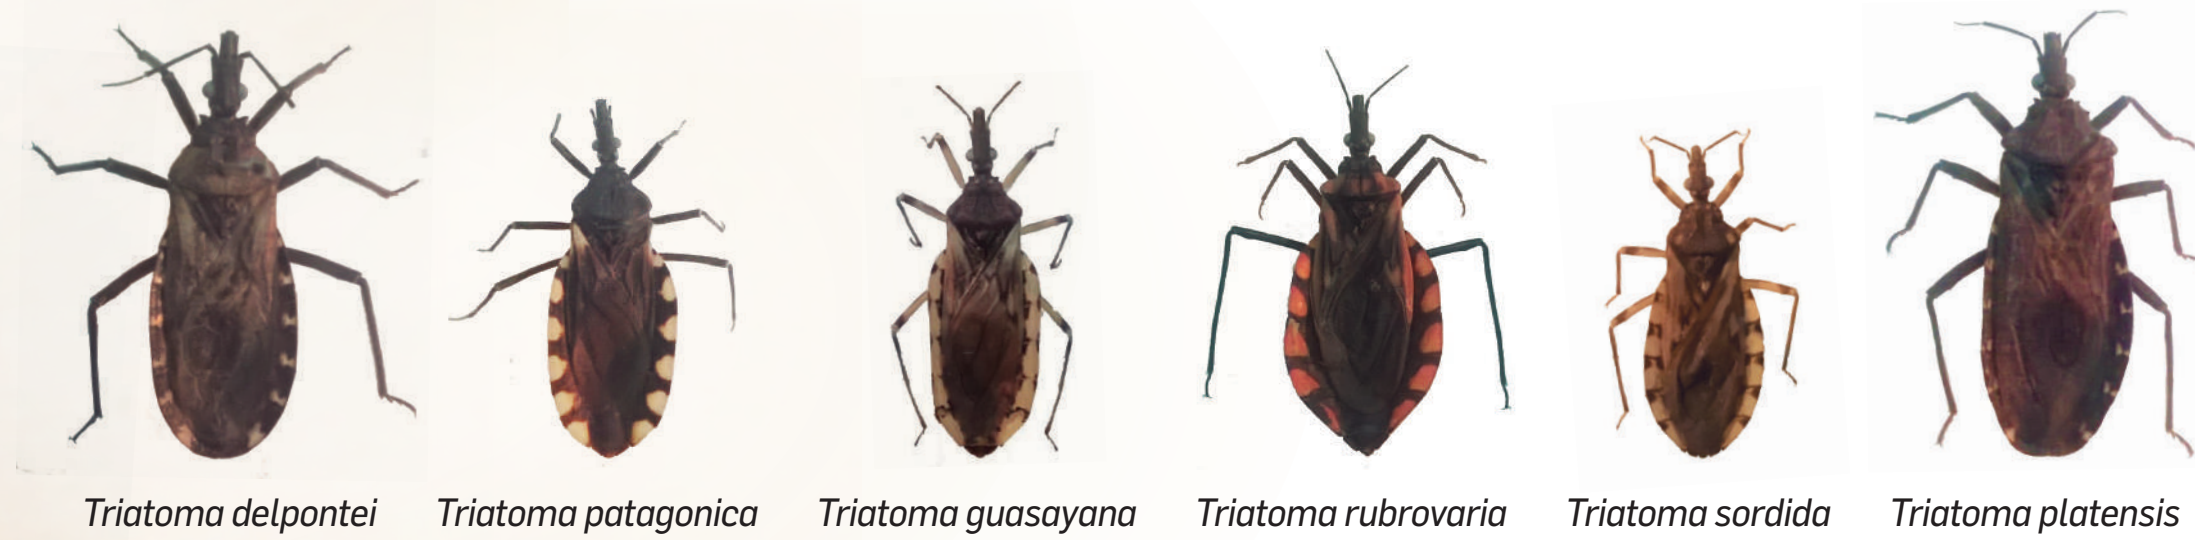 Triatoma delpontei
Triatoma patagonica
Triatoma guasayana
Triatoma rubrovaria
Triatoma sordida
Triatoma platensis